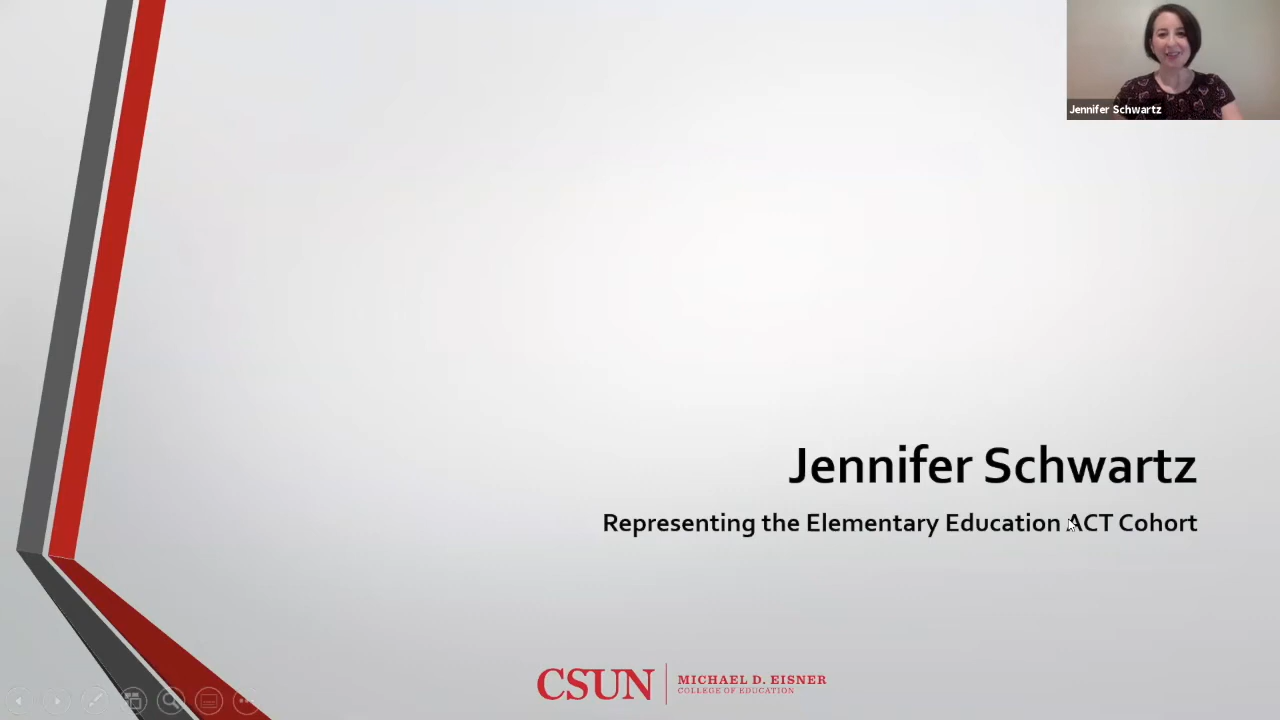 Jennifer Schwartz
Jennifer Schwartz
Representing the Elementary Education ACT Cohort
CSUN
MICHAEL D. EISNER
COLLEGE OF EDUCATION